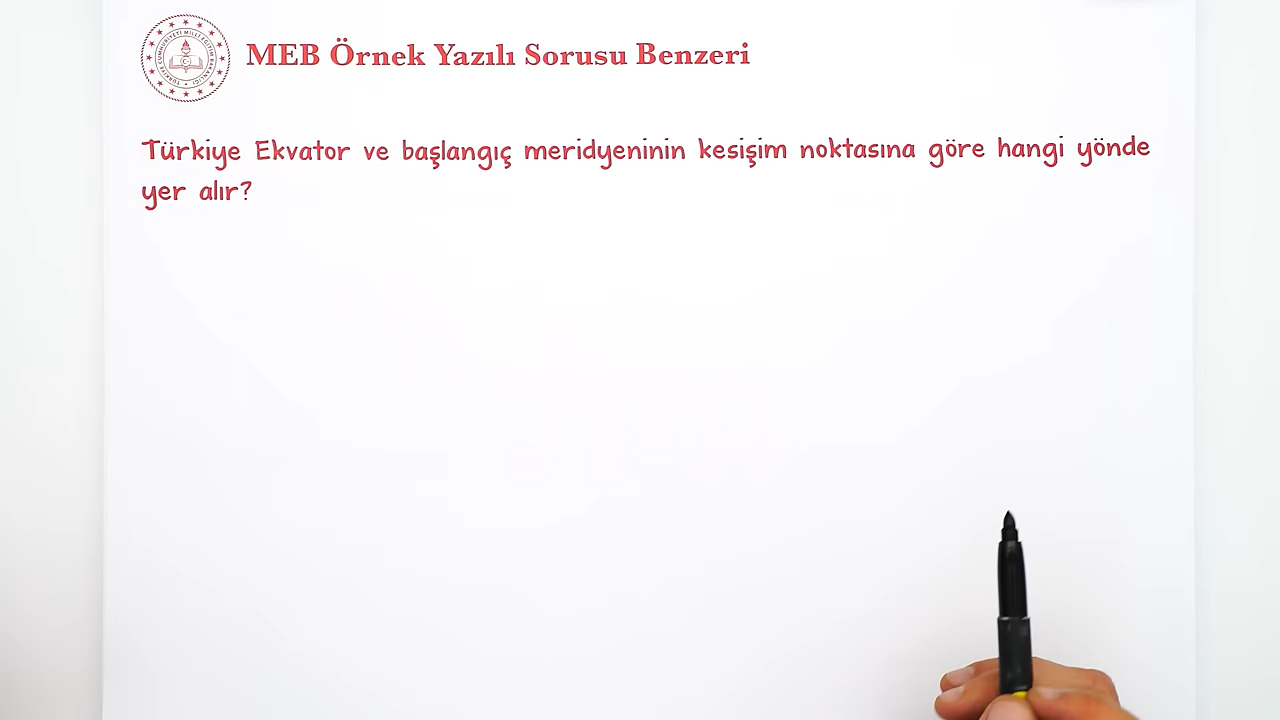 MEB Örnek Yazılı Sorusu Benzeri
Türkiye Ekvator ve başlangıç meridyeninin kesişim noktasına göre hangi yönde
yer alır?